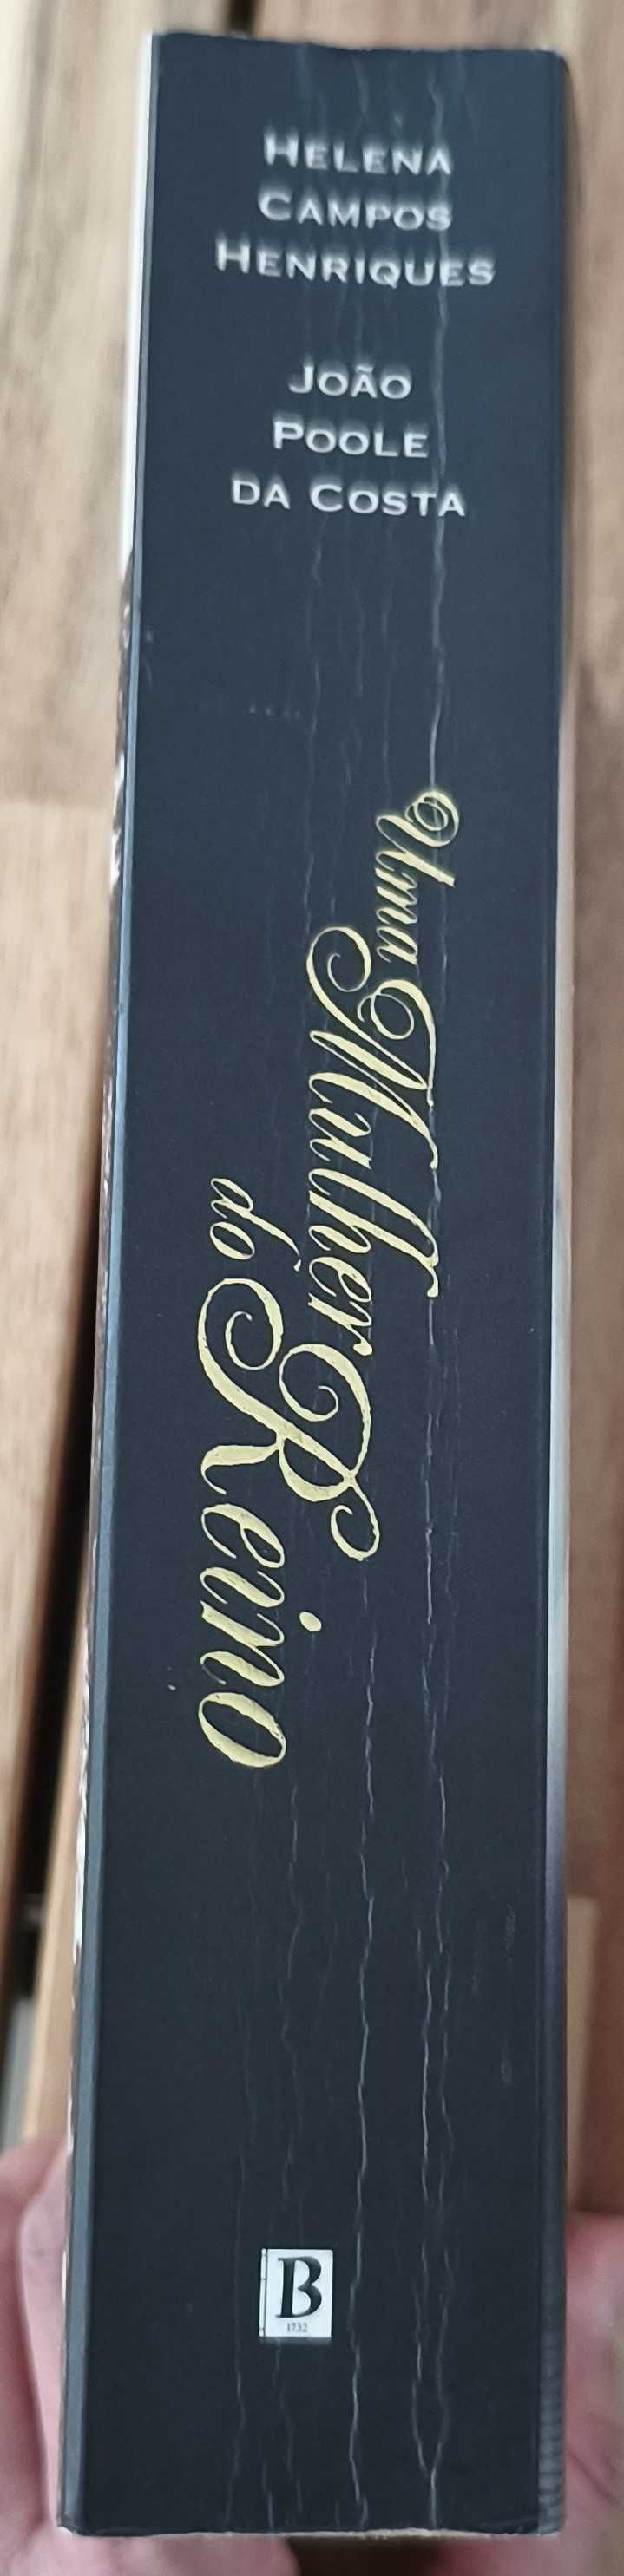 HELENA
CAMPOS
HENRIQUES
JOÃO
POOLE
DA COSTA
Uma Mulher
do Reino
B
1732